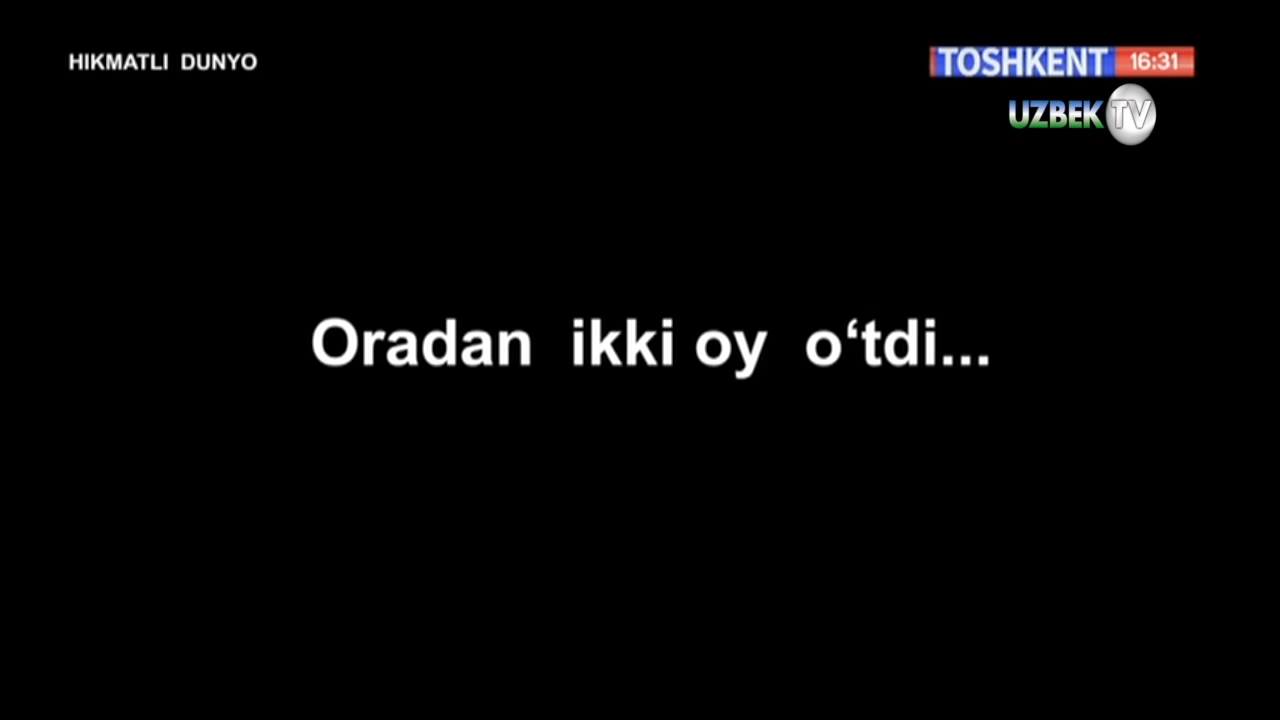 HIKMATLI DUNYO
TOSHKENT 16:31
UZBEK TV
Oradan ikki oy o‘tdi...